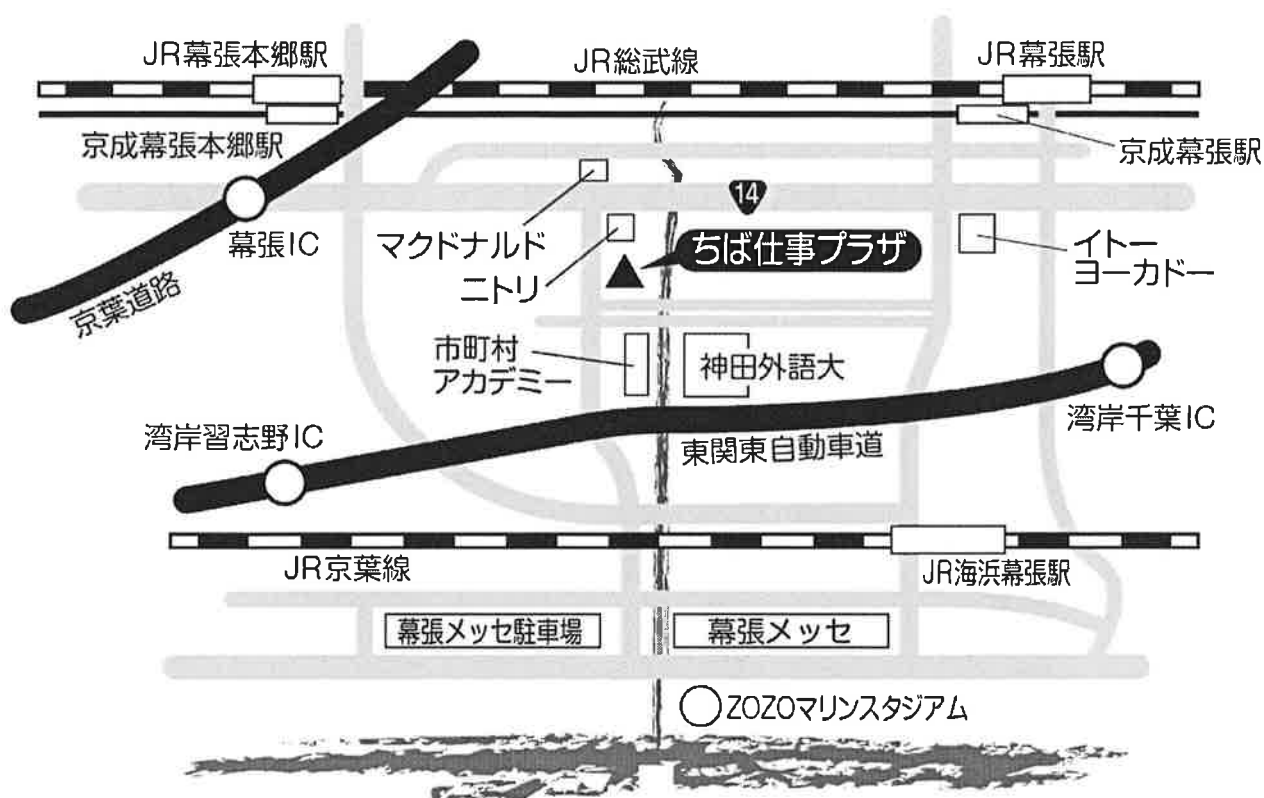 JR幕張本郷駅
JR総武線
JR幕張駅
京成幕張本郷駅
京成幕張駅
14
幕張IC
マクドナルド
ちば仕事プラザ
イトー
ヨーカドー
ニトリ
京葉道路
市町村
アカデミー
神田外語大
湾岸習志野IC
東関東自動車道
湾岸千葉IC
JR京葉線
JR海浜幕張駅
幕張メッセ駐車場
幕張メッセ
ZOZOマリンスタジアム